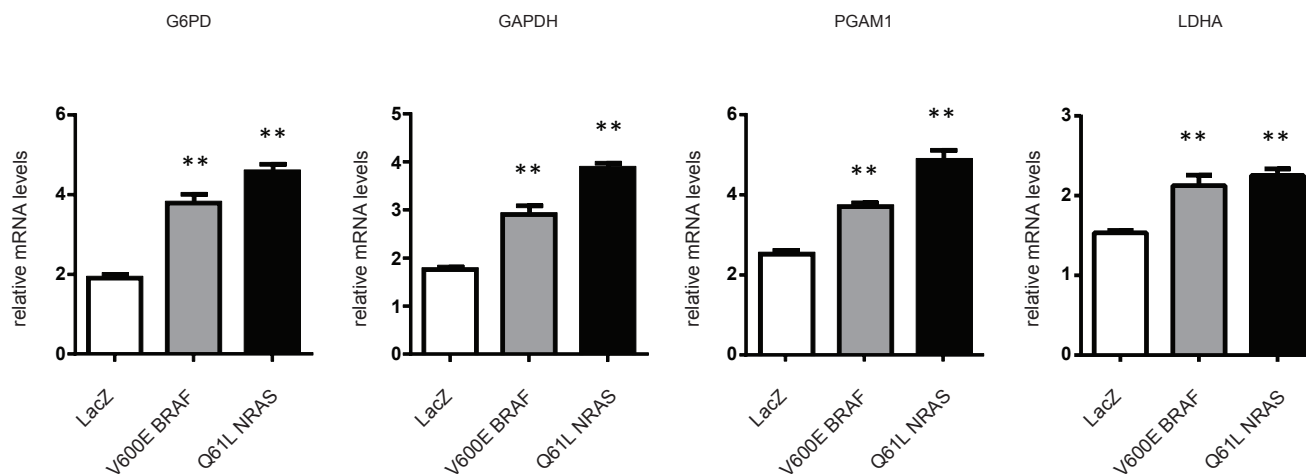 G6PD
relative mRNA levels
6
4
2
0
**
**
LacZ
V600E BRAF
Q61L NRAS
GAPDH
relative mRNA levels
5
4
3
2
1
0
**
**
LacZ
V600E BRAF
Q61L NRAS
PGAM1
relative mRNA levels
6
4
2
0
**
**
LacZ
V600E BRAF
Q61L NRAS
LDHA
relative mRNA levels
3
2
1
0
**
**
LacZ
V600E BRAF
Q61L NRAS